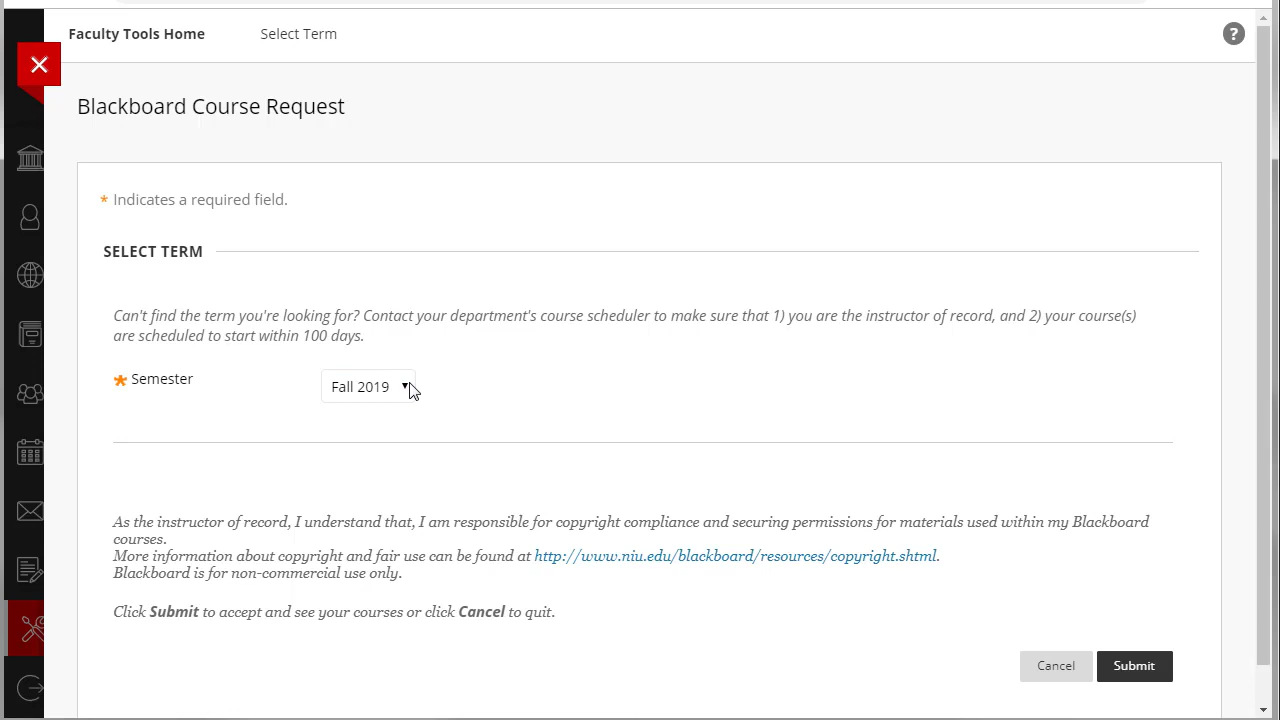 Faculty Tools Home Select Term ?
Blackboard Course Request
* Indicates a required field.
SELECT TERM
Can't find the term you're looking for? Contact your department's course scheduler to make sure that 1) you are the instructor of record, and 2) your course(s)
are scheduled to start within 100 days.
* Semester Fall 2019
As the instructor of record, I understand that, I am responsible for copyright compliance and securing permissions for materials used within my Blackboard
courses.
More information about copyright and fair use can be found at http://www.niu.edu/blackboard/resources/copyright.shtml.
Blackboard is for non-commercial use only.
Click Submit to accept and see your courses or click Cancel to quit.
Cancel Submit